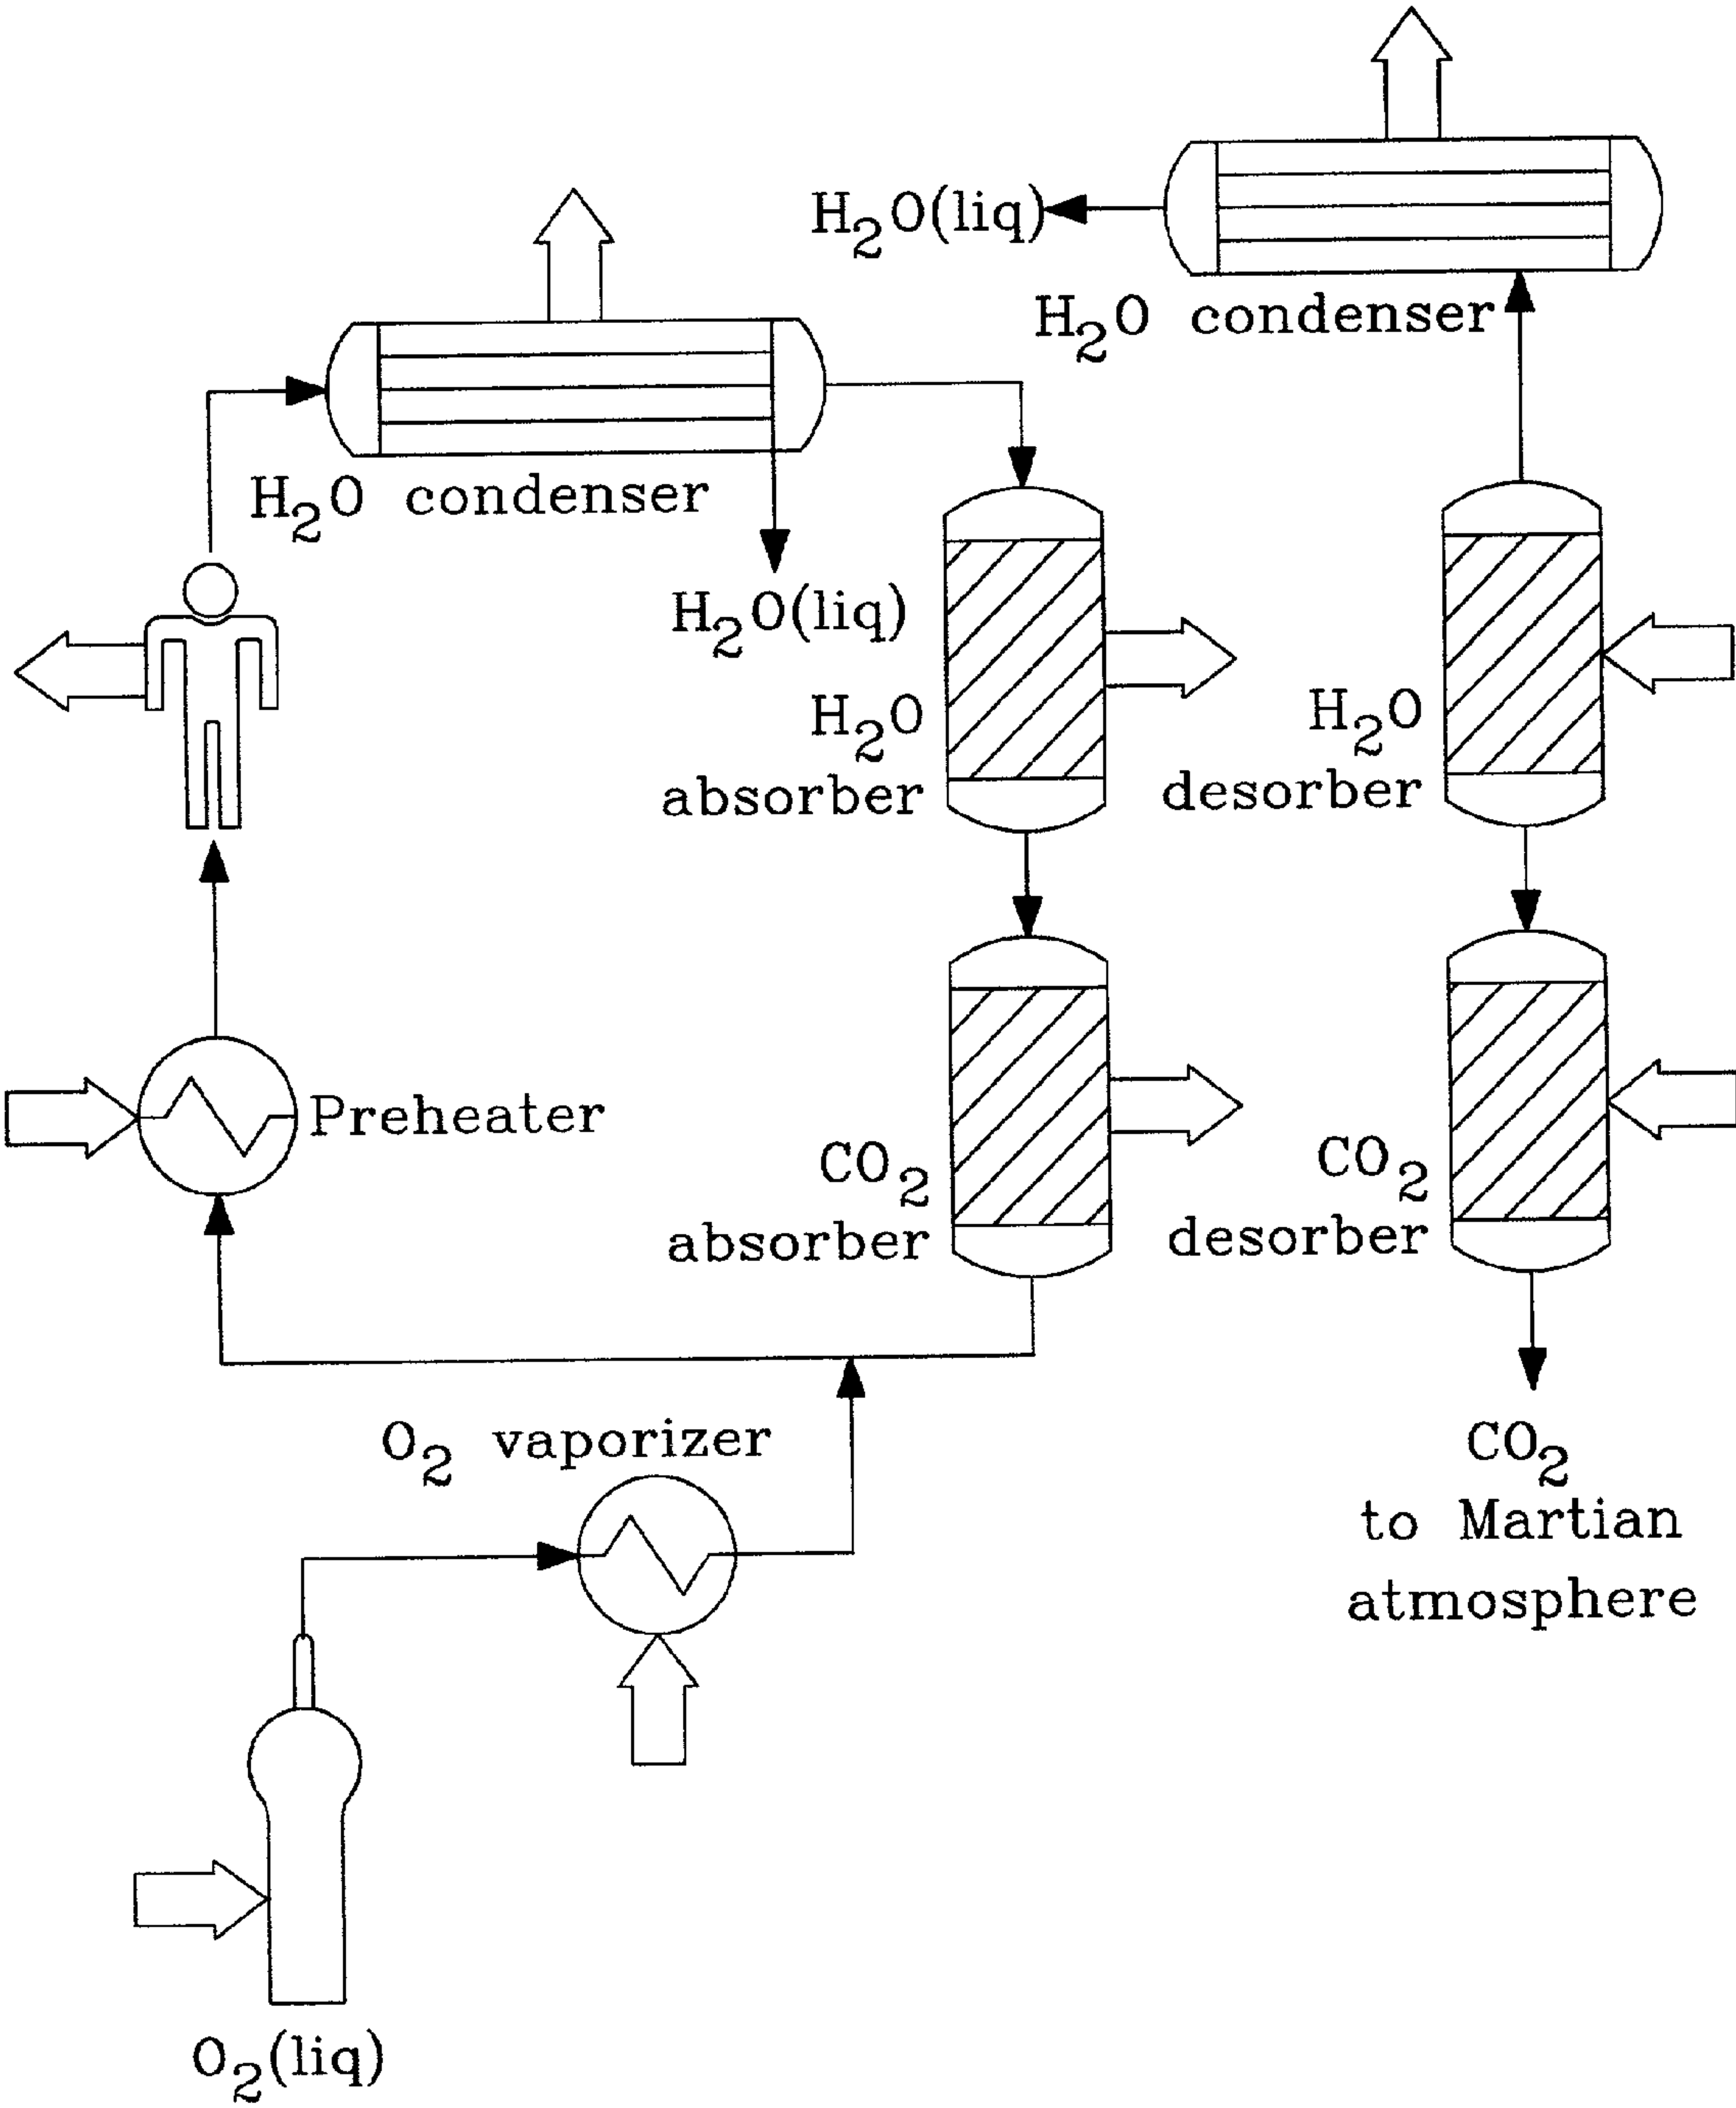 H₂O(liq)
H₂O condenser
H₂O condenser
H₂O(liq)
H₂O
absorber
H₂O
desorber
Preheater
CO₂
absorber
CO₂
desorber
O₂ vaporizer
CO₂
to Martian
atmosphere
O₂(liq)